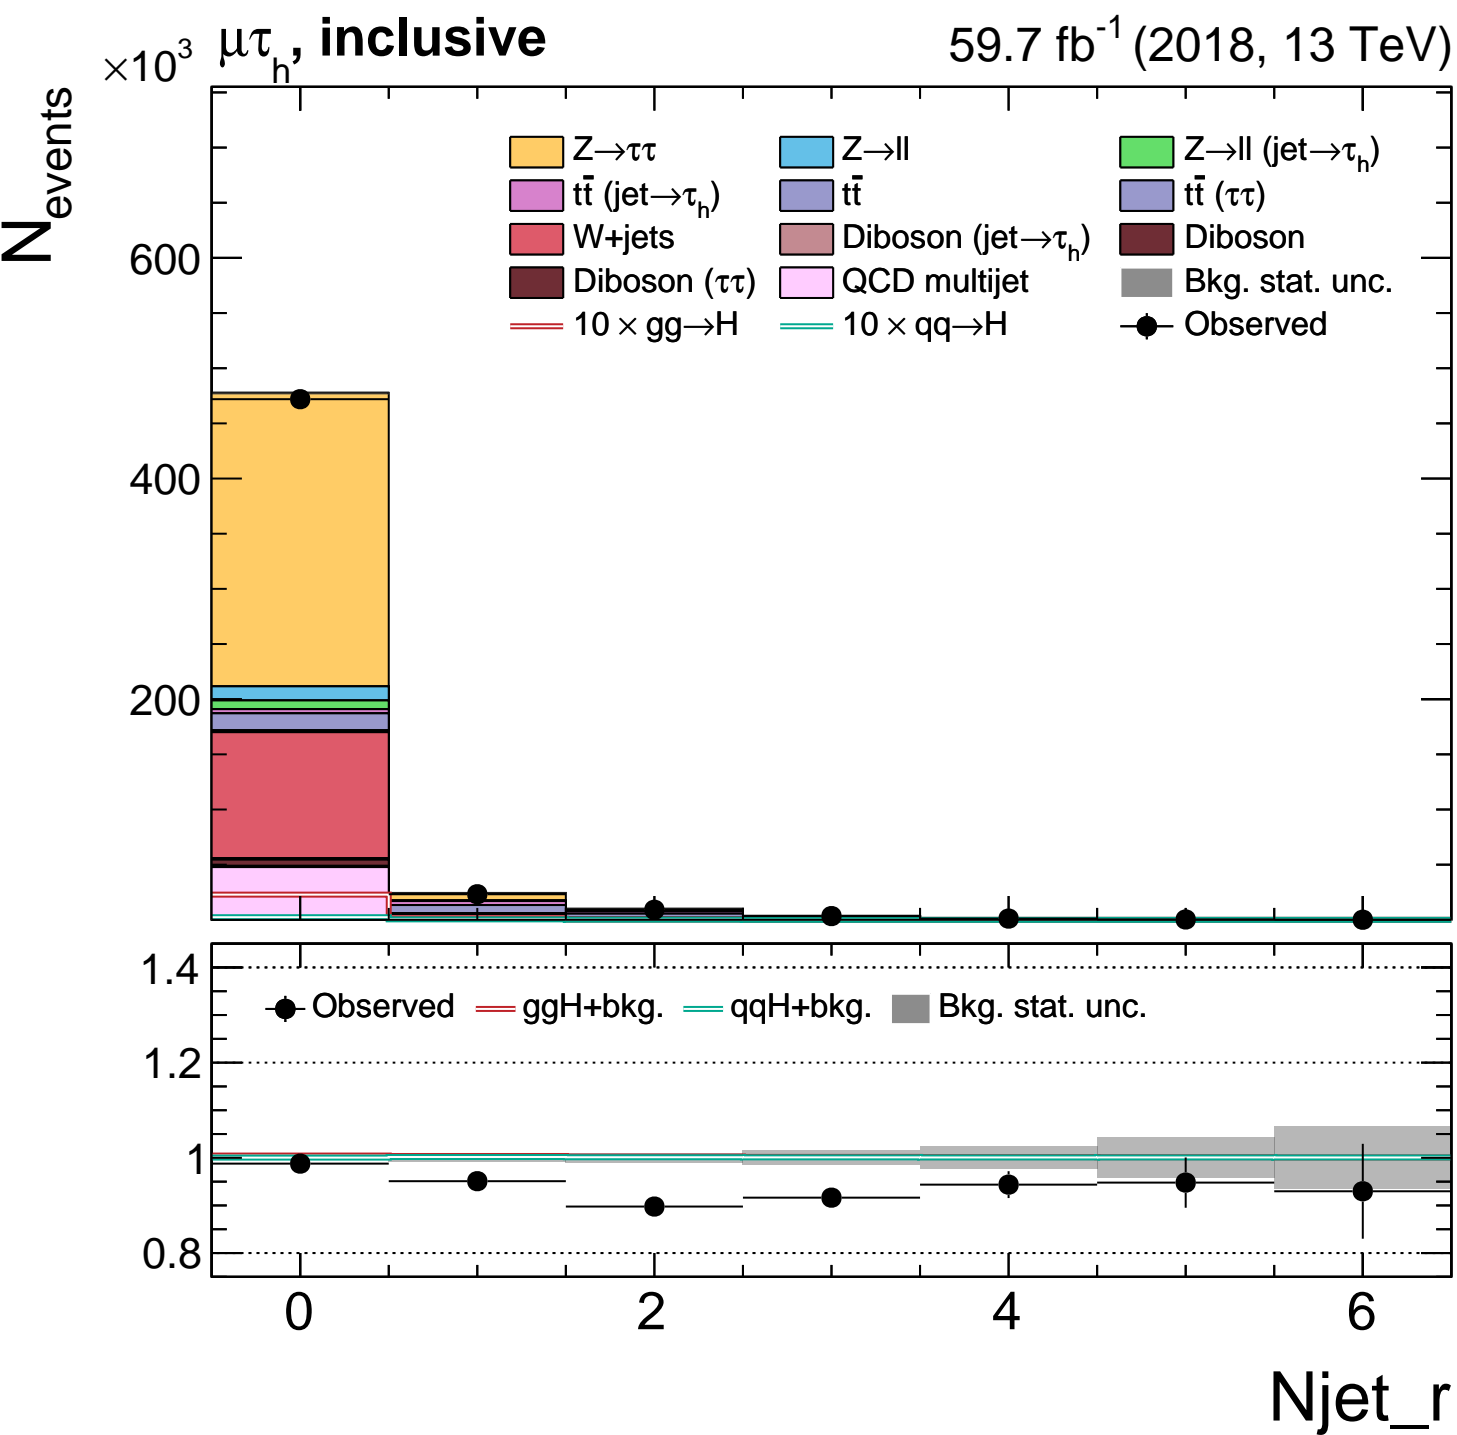 ×10³ μτₕ, inclusive 59.7 fb⁻¹ (2018, 13 TeV)
N_events
Z→ττ Z→ll Z→ll (jet→τₕ)
tt̄ (jet→τₕ) tt̄ tt̄ (ττ)
W+jets Diboson (jet→τₕ) Diboson
Diboson (ττ) QCD multijet Bkg. stat. unc.
10 × gg→H 10 × qq→H Observed
600
400
200
1.4
Observed ggH+bkg. qqH+bkg. Bkg. stat. unc.
1.2
1
0.8
0 2 4 6
Njet_r